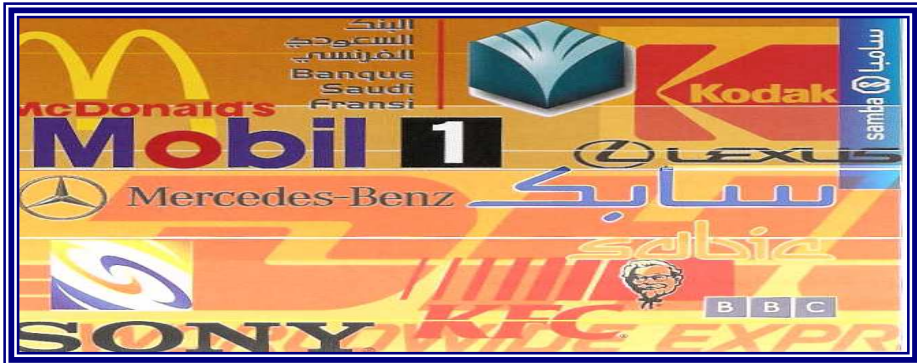 McDonald's
البنك
السعودي
الفرنسي
Banque
Saudi
Fransi
Kodak
samba سامبا
Mobil 1
LEXUS
Mercedes-Benz
سابك
sabic
KFC
BBC
SONY
WORLDWIDE EXPR